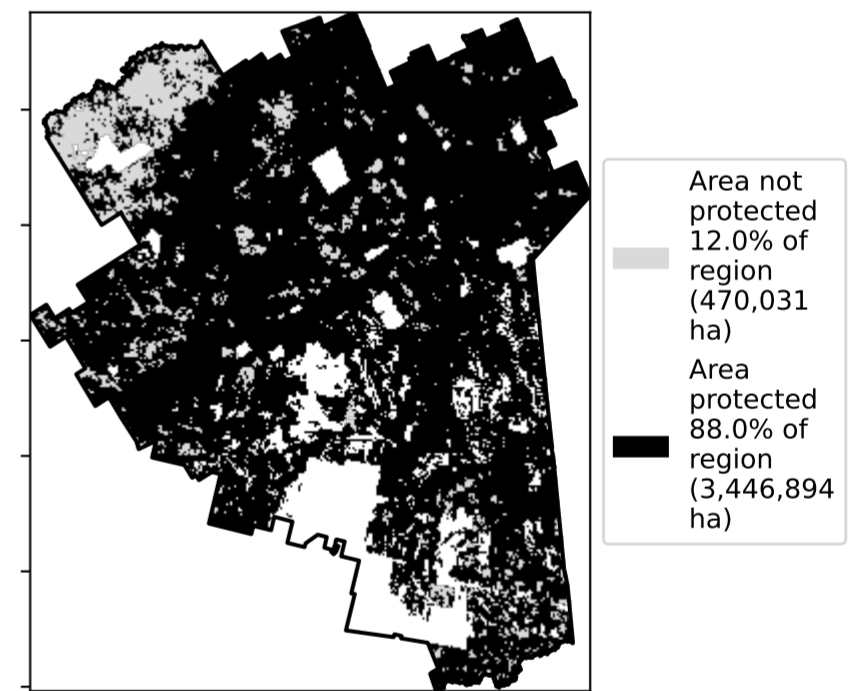 Area not
protected
12.0% of
region
(470,031
ha)
Area
protected
88.0% of
region
(3,446,894
ha)